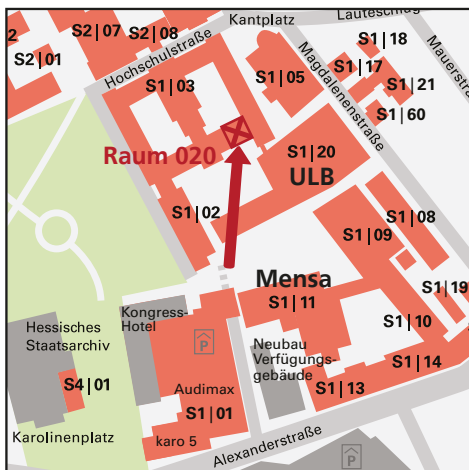 Kantplatz
S2|07
S2|08
2
S2|01
Hochschulstraße
Magdalenenstraße
S1|18
Mauerstraße
S1|03
S1|05
S1|17
S1|21
S1|60
Raum 020
S1|20
ULB
S1|02
S1|08
S1|09
Mensa
S1|19
S1|11
Kongress-
Hotel
Hessisches
Staatsarchiv
P
Neubau
Verfügungs-
gebäude
S1|10
S1|14
S4|01
Audimax
S1|01
S1|13
Karolinenplatz
karo 5
Alexanderstraße
P